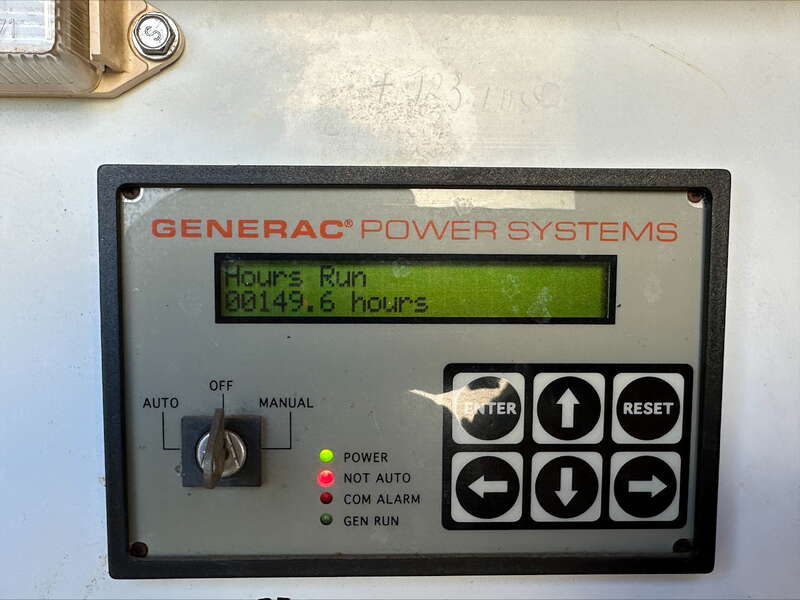 GENERAC® POWER SYSTEMS
Hours Run
00149.6 hours
OFF
AUTO
MANUAL
ENTER
RESET
POWER
NOT AUTO
COM ALARM
GEN RUN